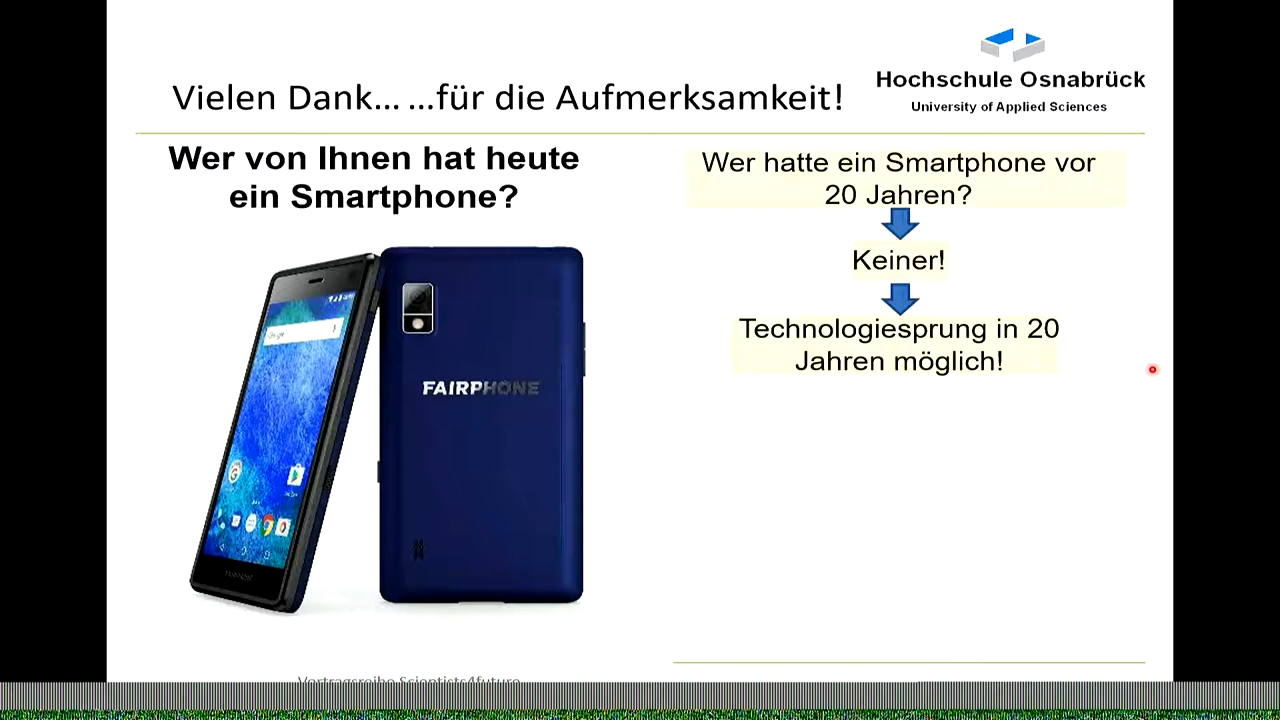 Hochschule Osnabrück
University of Applied Sciences
Vielen Dank... ...für die Aufmerksamkeit!
Wer von Ihnen hat heute
ein Smartphone?
Wer hatte ein Smartphone vor
20 Jahren?
Keiner!
Technologiesprung in 20
Jahren möglich!
FAIRPHONE
Google
Vortragsreihe Scientists4future